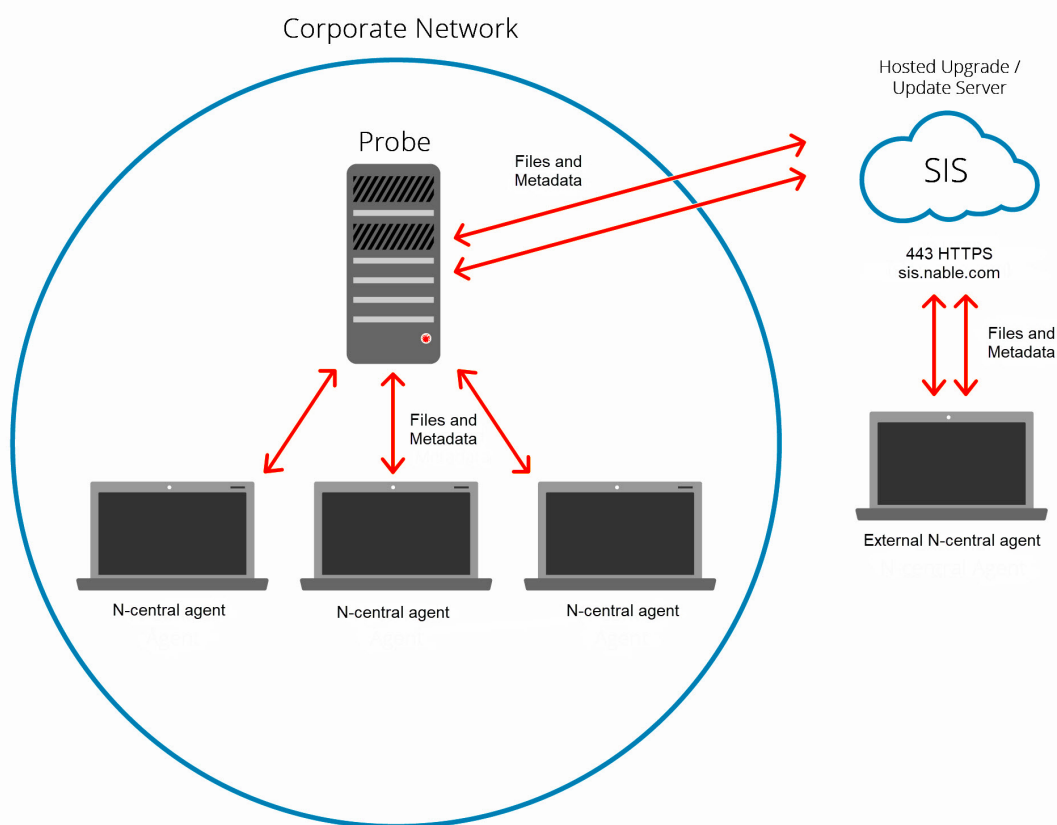 Corporate Network
Hosted Upgrade /
Update Server
Probe
Files and
Metadata
SIS
443 HTTPS
sis.nable.com
Files and
Metadata
Files and
Metadata
External N-central agent
N-central agent
N-central agent
N-central agent